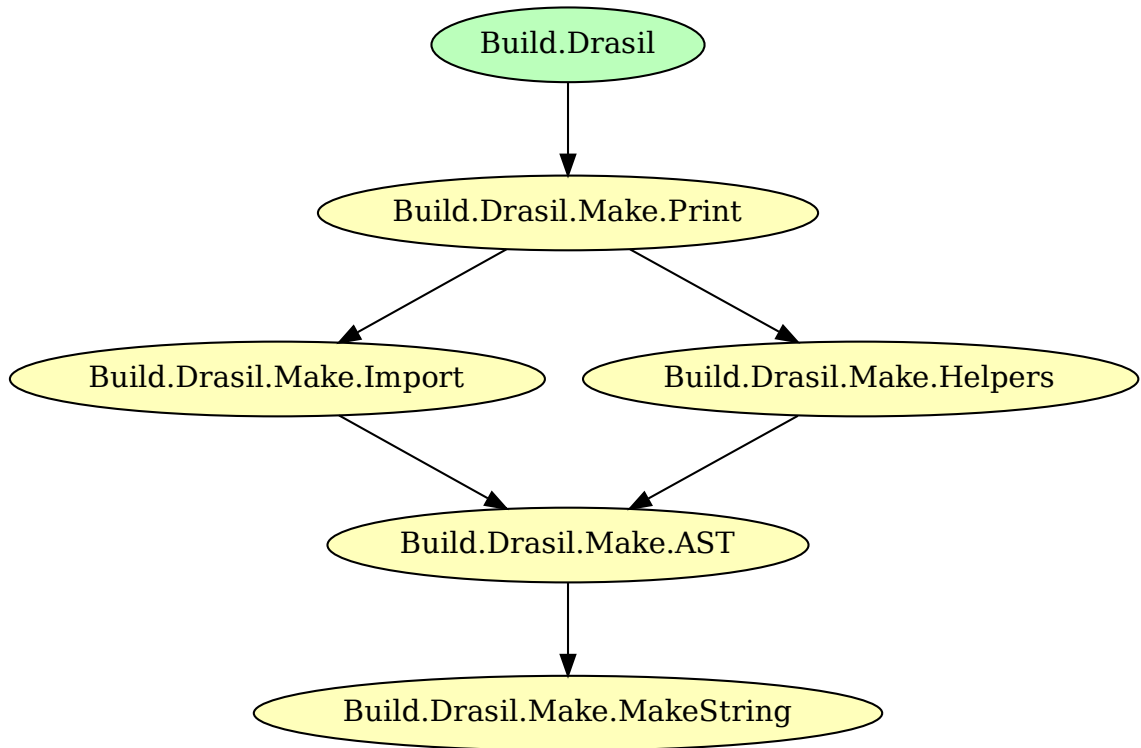 Build.Drasil
Build.Drasil.Make.Print
Build.Drasil.Make.Import
Build.Drasil.Make.Helpers
Build.Drasil.Make.AST
Build.Drasil.Make.MakeString